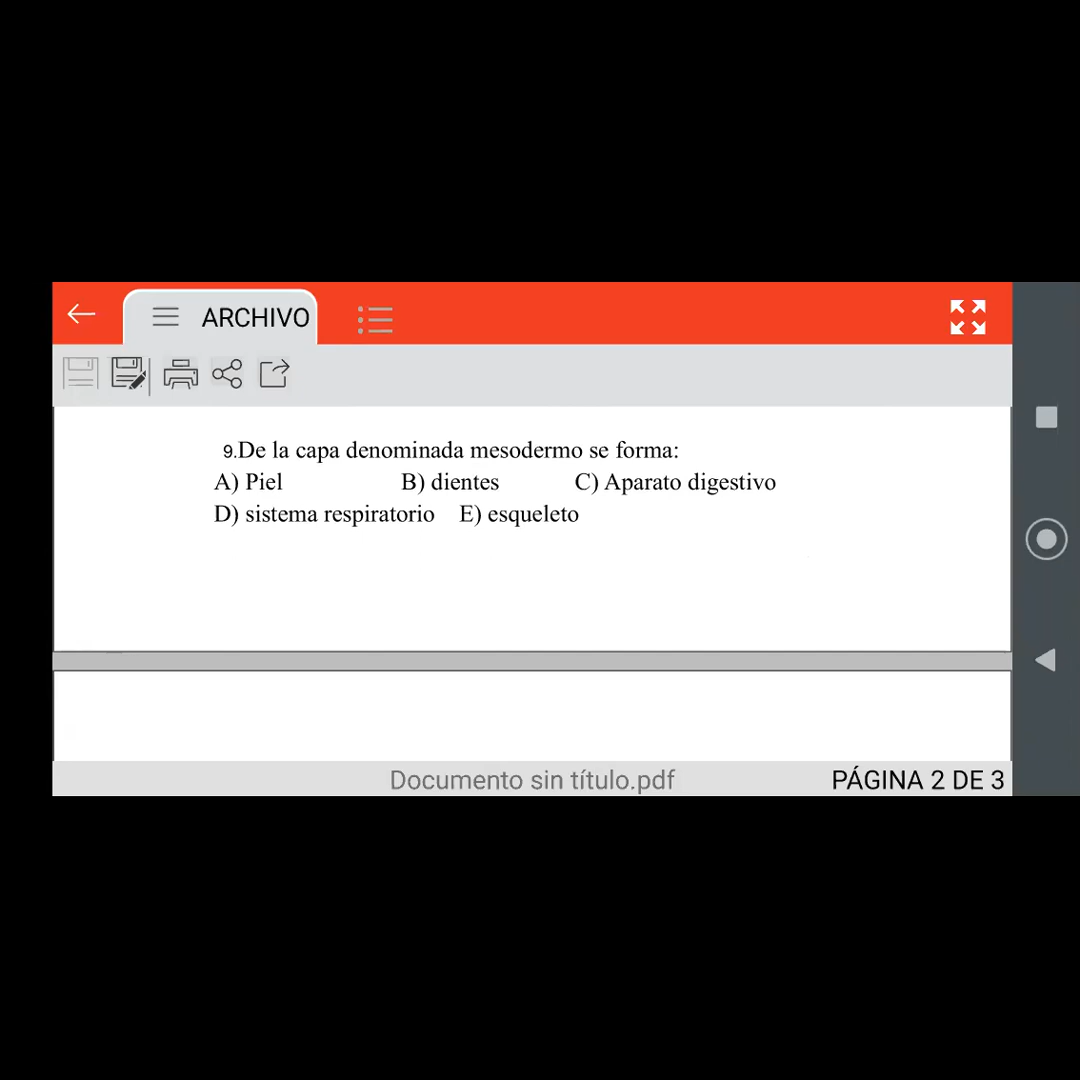 ARCHIVO
9.De la capa denominada mesodermo se forma:
A) Piel B) dientes C) Aparato digestivo
D) sistema respiratorio E) esqueleto
Documento sin título.pdf PÁGINA 2 DE 3